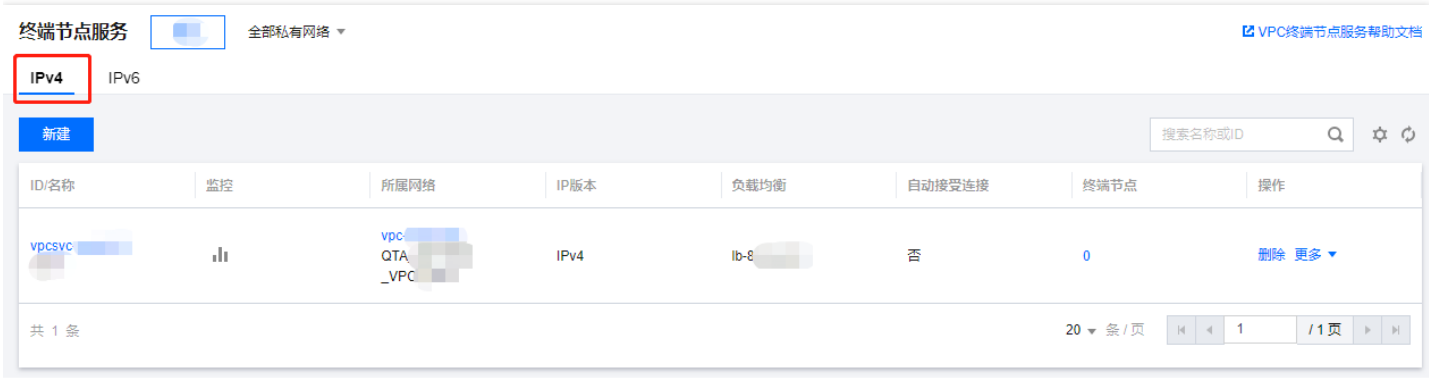 终端节点服务 全部私有网络 VPC终端节点服务帮助文档
IPv4 IPv6
新建 搜索名称或ID
ID/名称 监控 所属网络 IP版本 负载均衡 自动接受连接 终端节点 操作
vpcsvc- vpc-
QTA_ IPv4 lb-8 否 0 删除 更多
_VPC
共 1 条 20 条 / 页 1 / 1 页